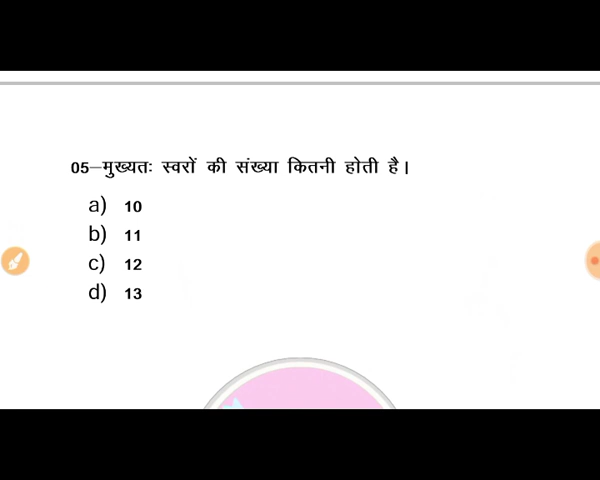 05–मुख्यतः स्वरों की संख्या कितनी होती है।
a) 10
b) 11
c) 12
d) 13